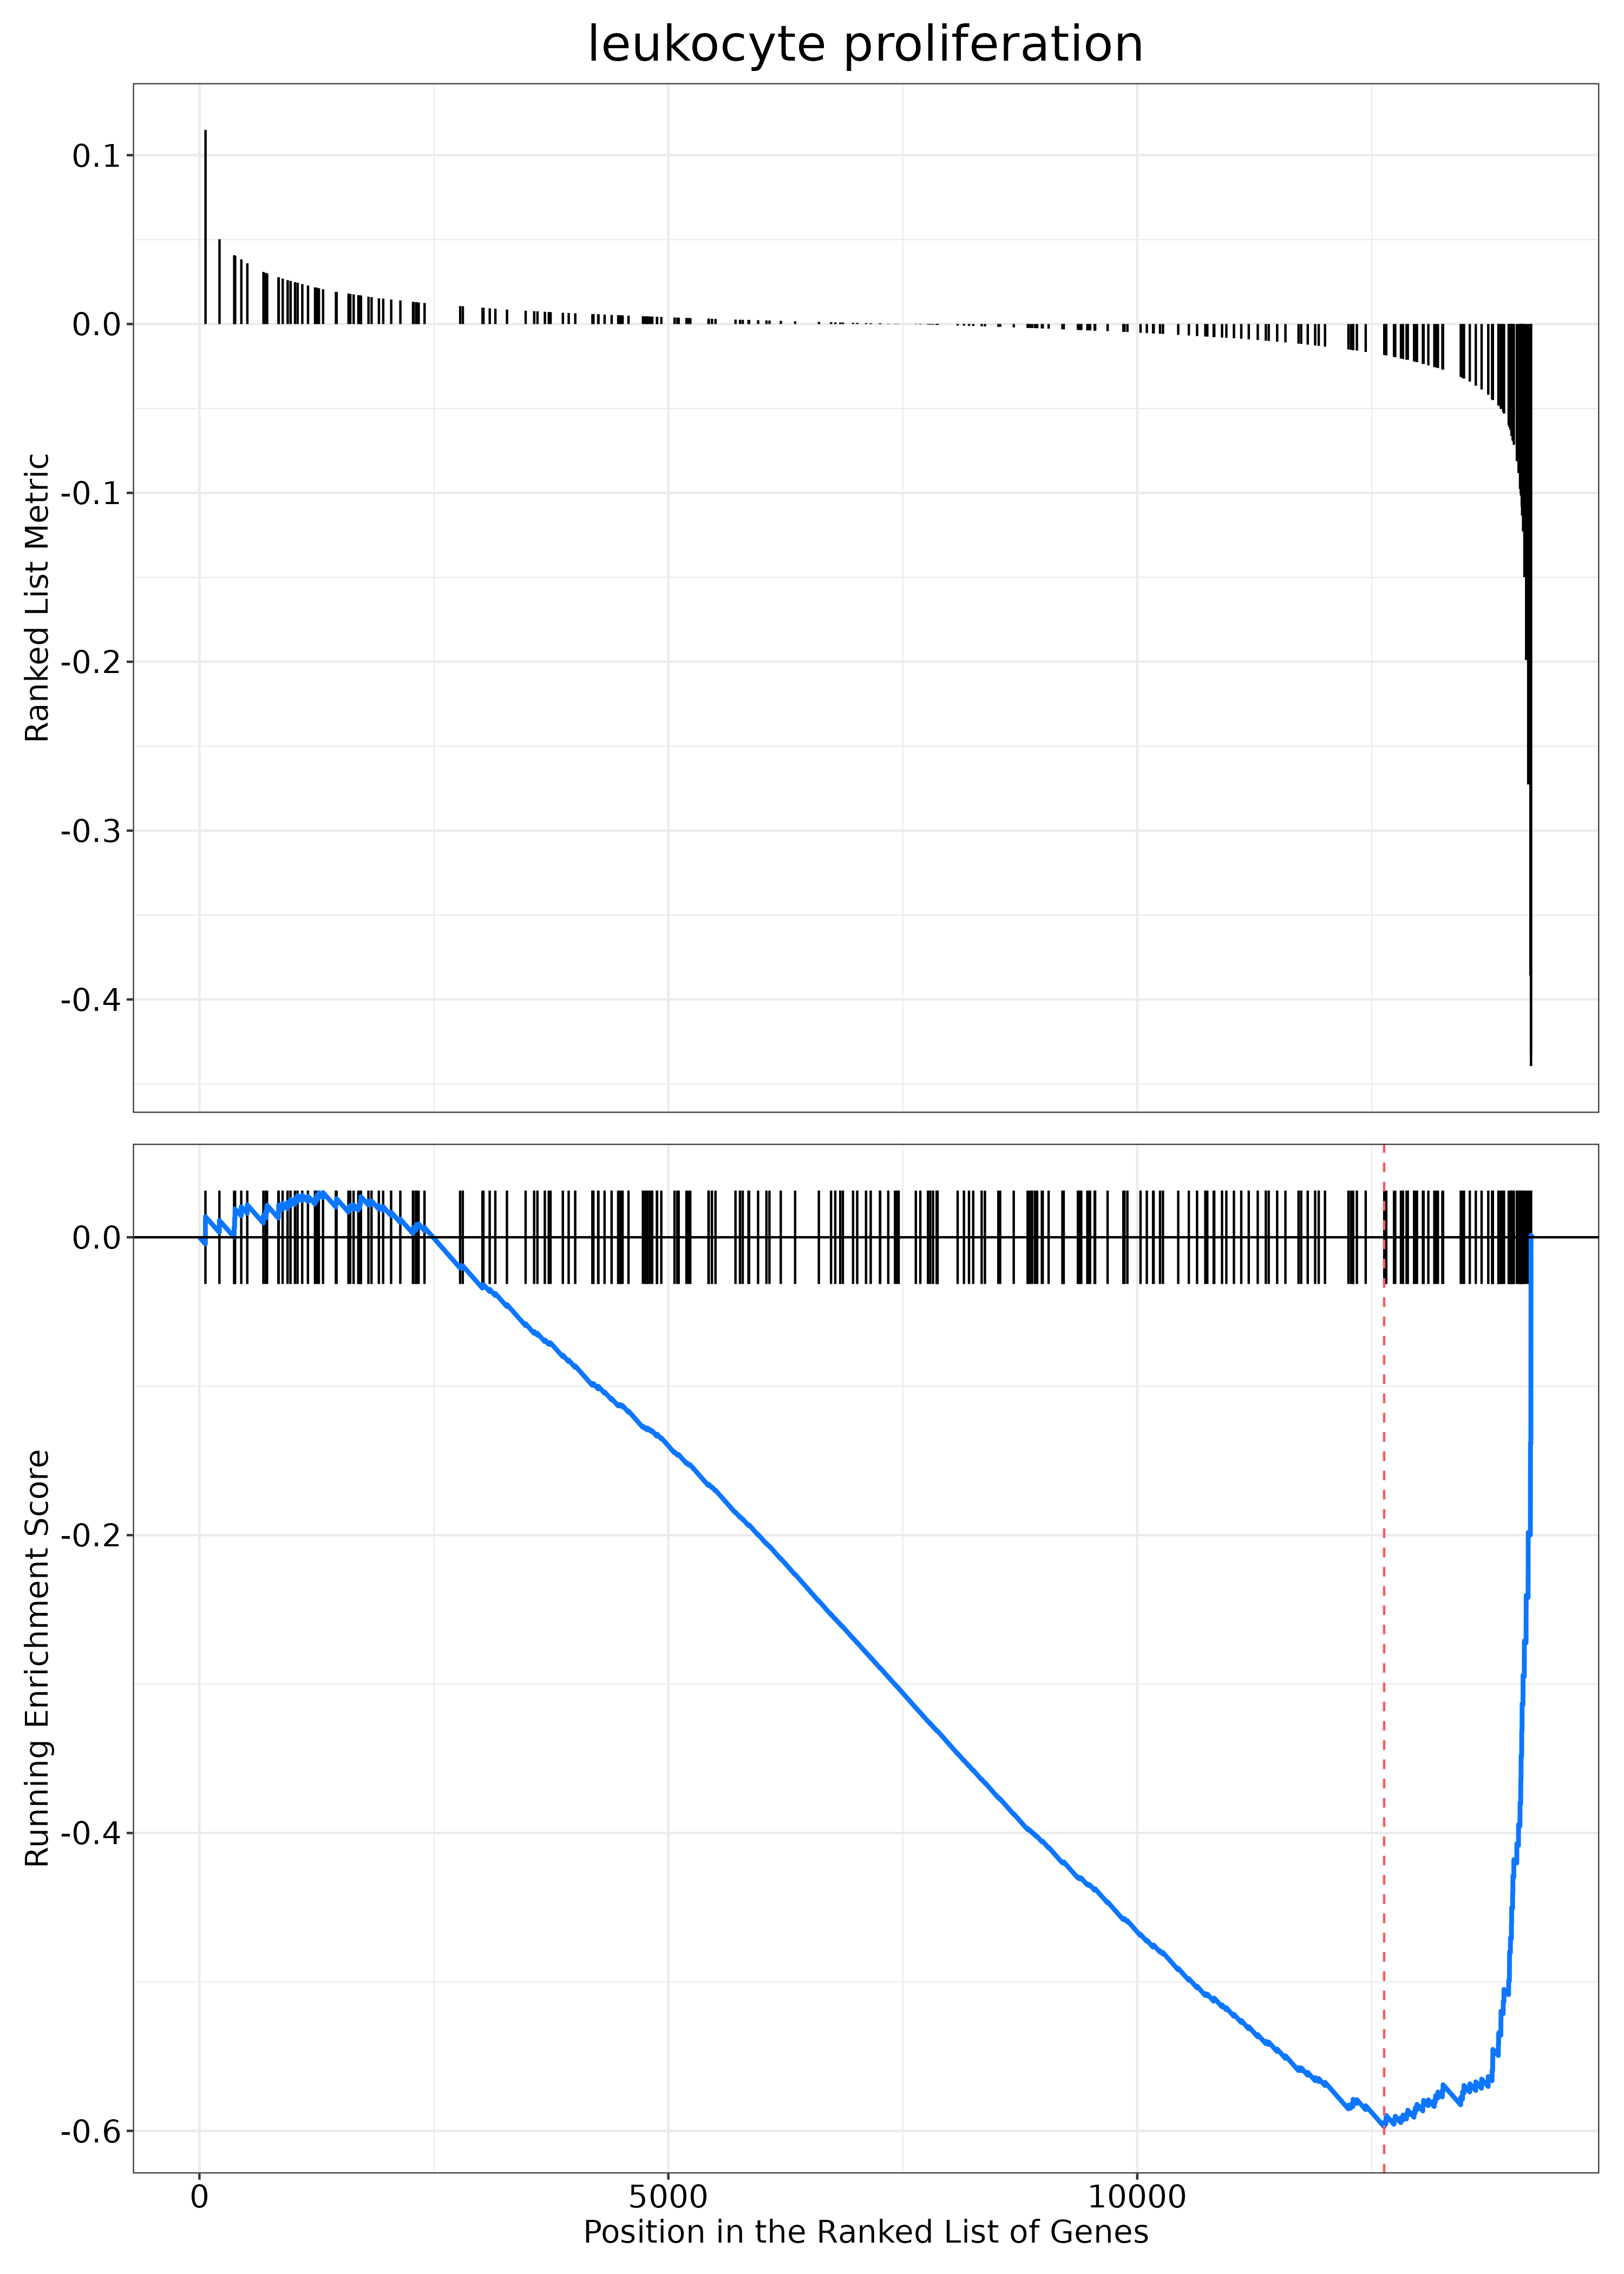 leukocyte proliferation
Ranked List Metric
0.1
0.0
-0.1
-0.2
-0.3
-0.4
Running Enrichment Score
0.0
-0.2
-0.4
-0.6
0 5000 10000
Position in the Ranked List of Genes